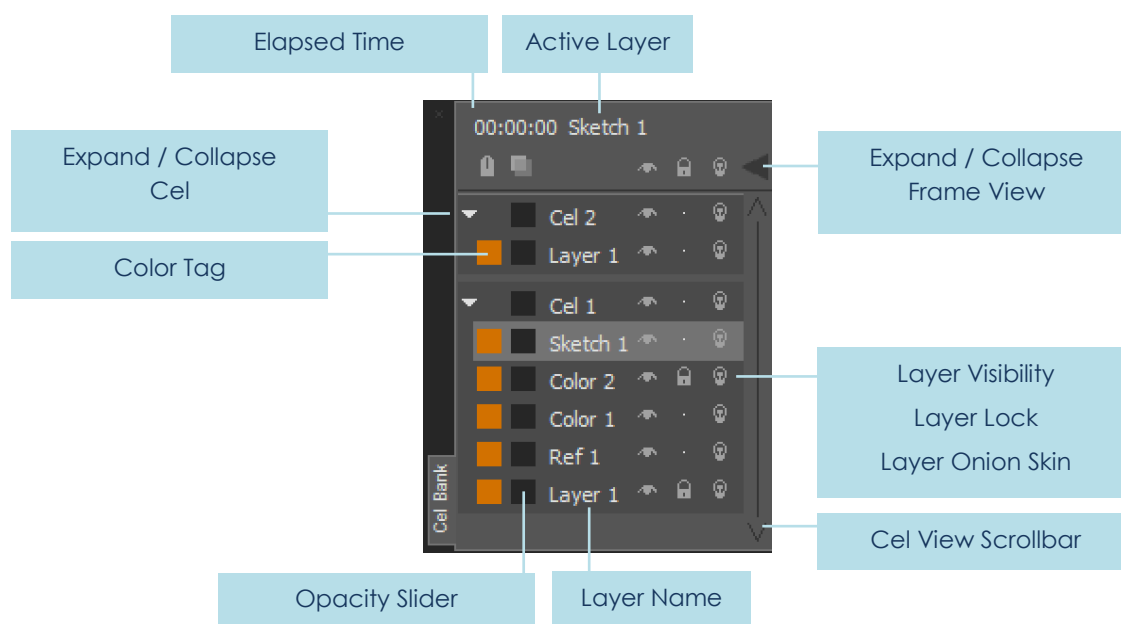 Elapsed Time
Active Layer
00:00:00 Sketch 1
Expand / Collapse
Cel
Expand / Collapse
Frame View
Cel 2
Layer 1
Color Tag
Cel 1
Sketch 1
Color 2
Color 1
Ref 1
Layer 1
Layer Visibility
Layer Lock
Layer Onion Skin
Cel Bank
Cel View Scrollbar
Opacity Slider
Layer Name